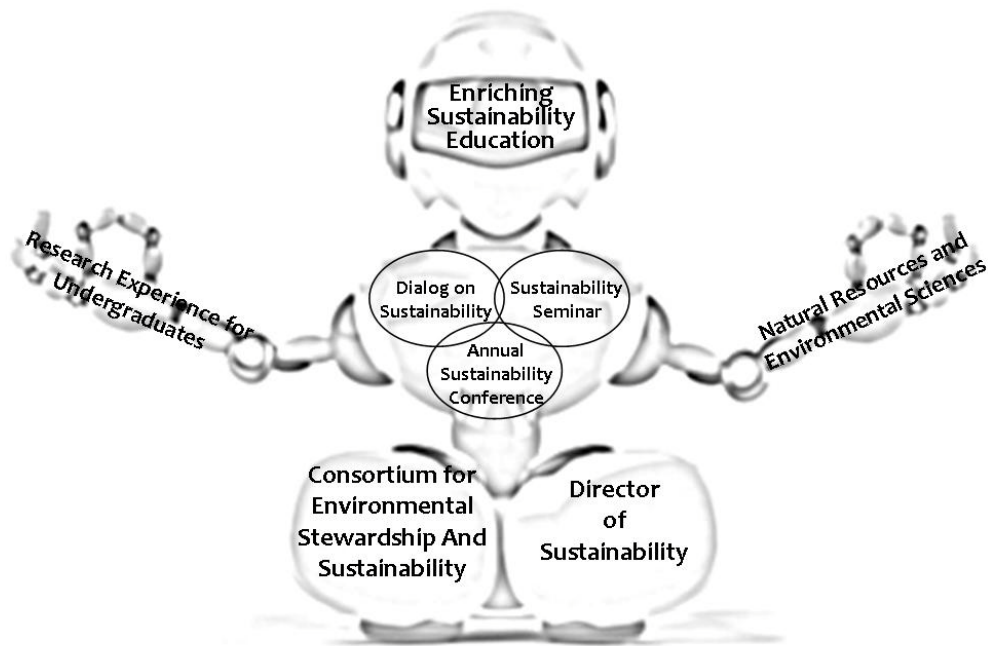 Enriching
Sustainability
Education
Research Experience for
Undergraduates
Natural Resources and
Environmental Sciences
Dialog on
Sustainability
Sustainability
Seminar
Annual
Sustainability
Conference
Consortium for
Environmental
Stewardship And
Sustainability
Director
of
Sustainability